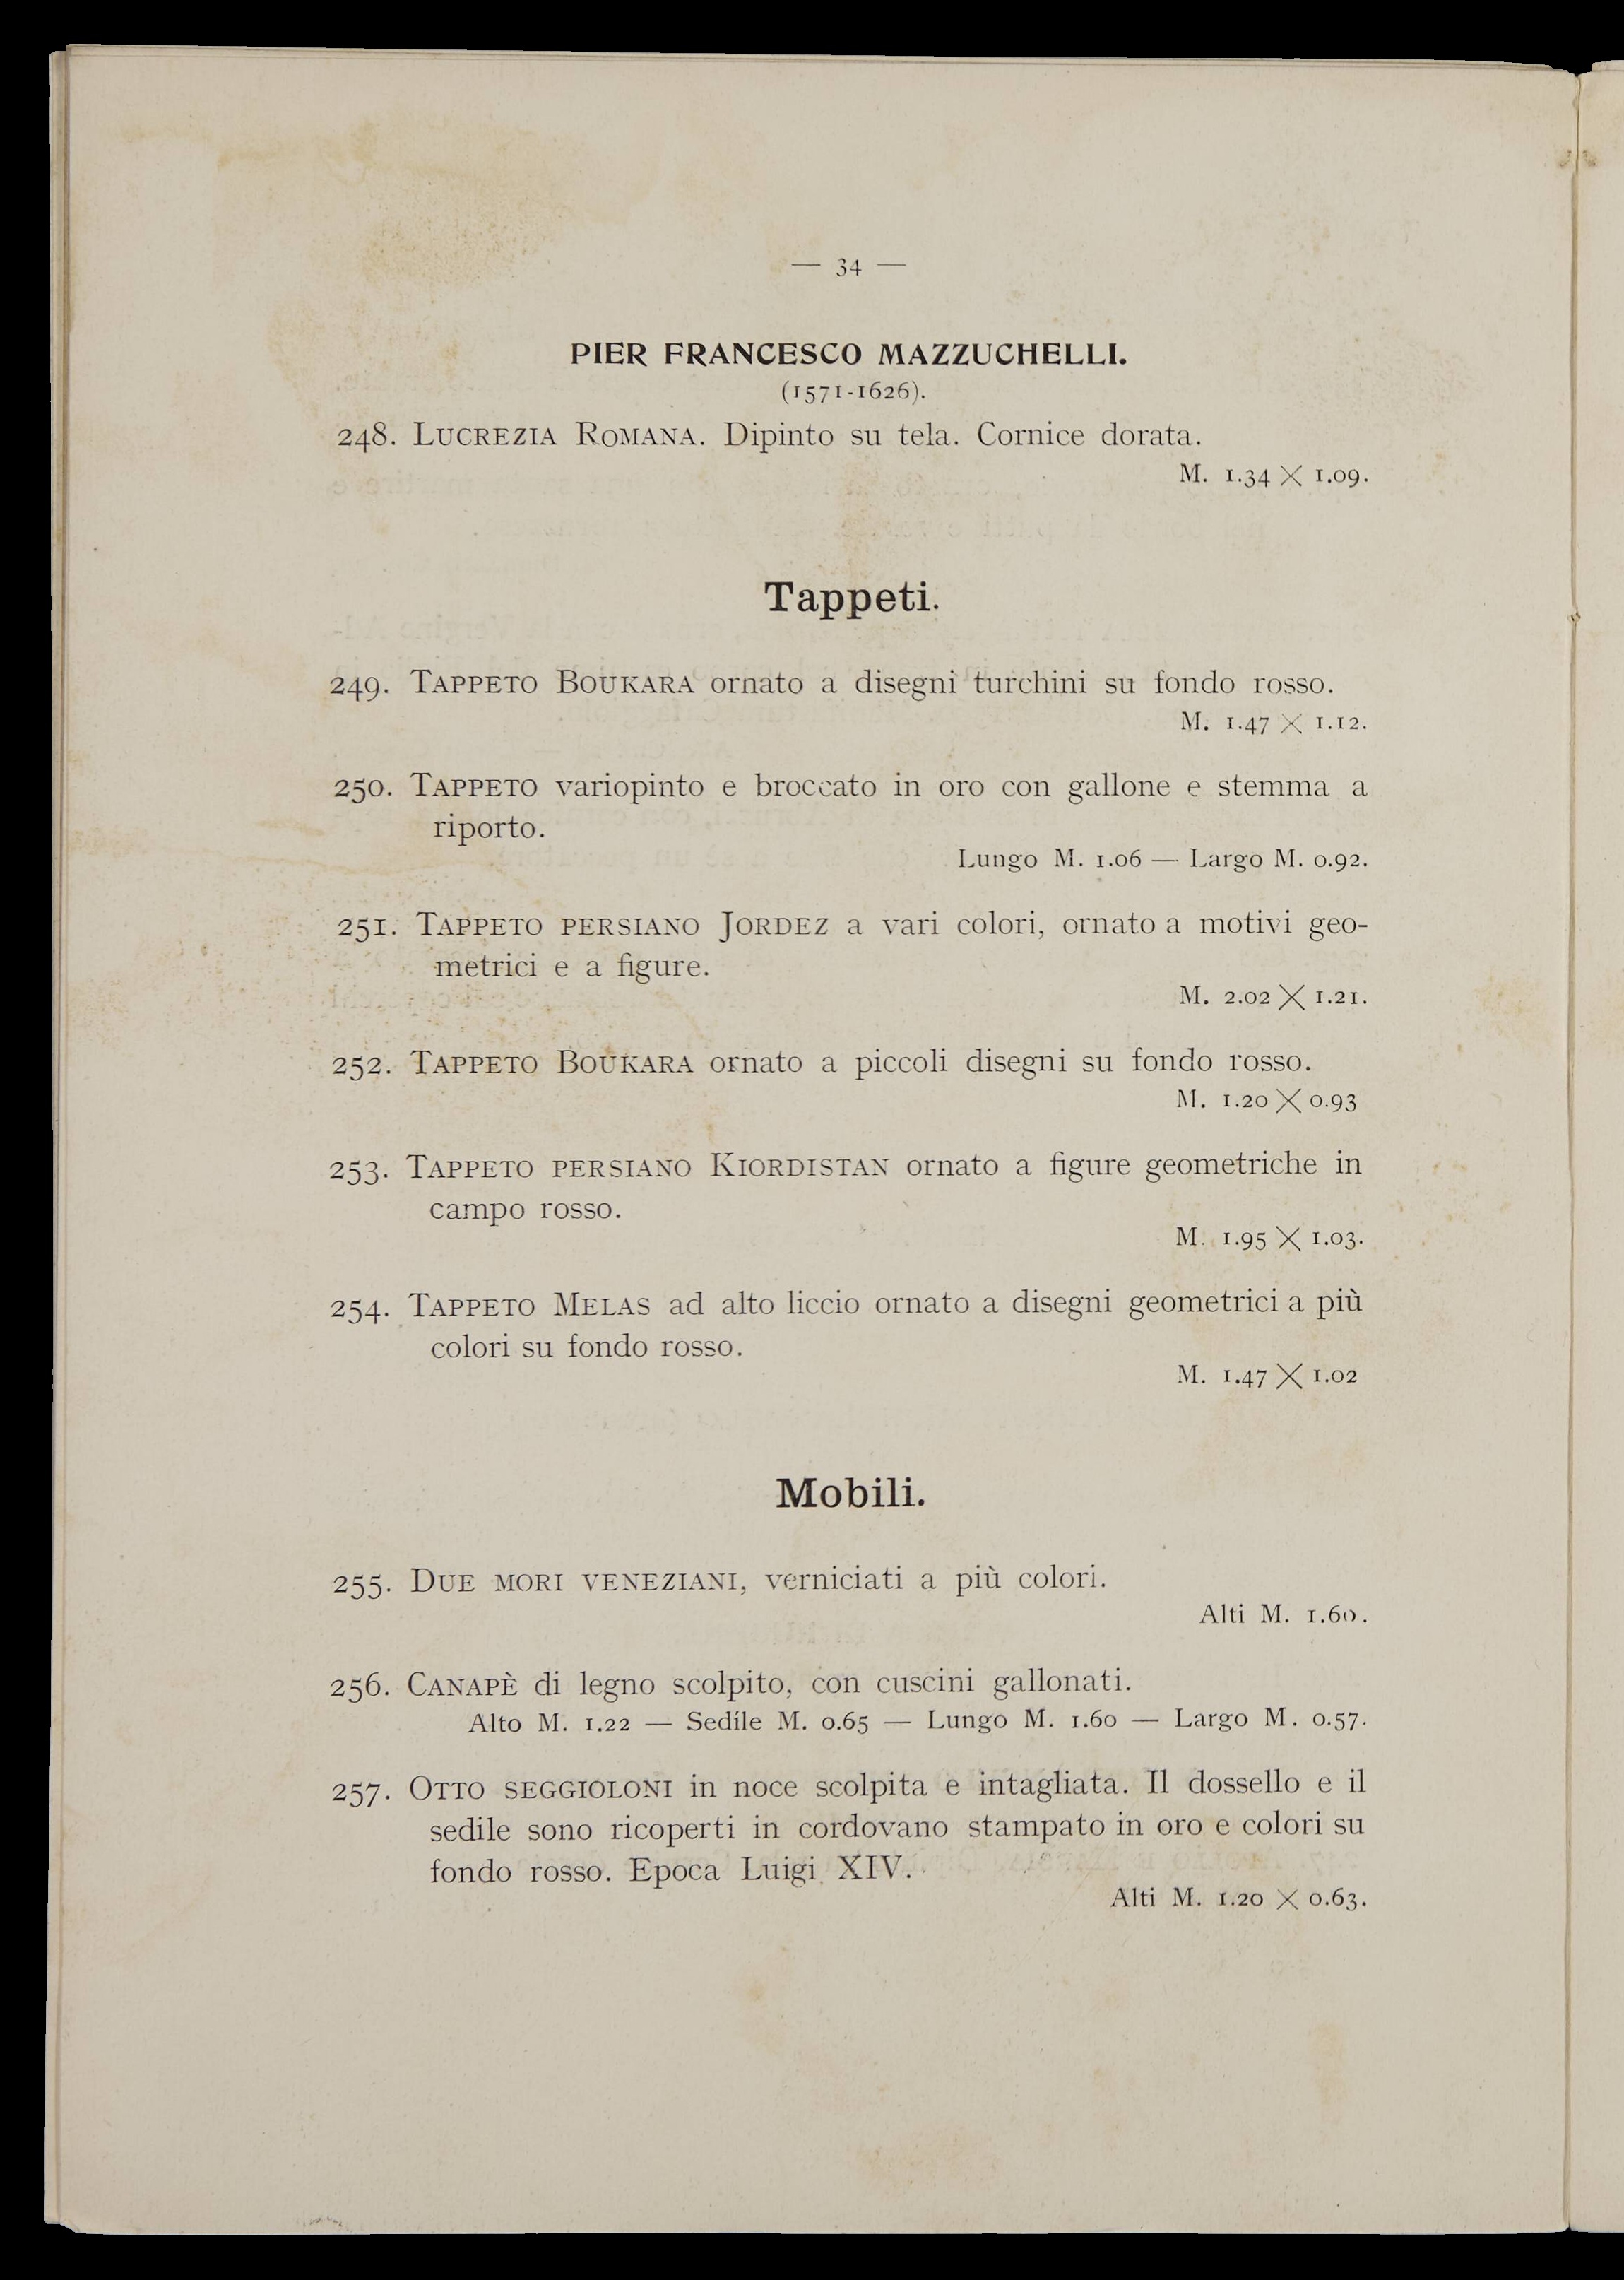 — 34 —
PIER FRANCESCO MAZZUCHELLI.
(1571-1626).
248. LUCREZIA ROMANA. Dipinto su tela. Cornice dorata.
M. 1.34 × 1.09.
Tappeti.
249. TAPPETO BOUKARA ornato a disegni turchini su fondo rosso.
M. 1.47 × 1.12.
250. TAPPETO variopinto e broccato in oro con gallone e stemma a
riporto.
Lungo M. 1.06 — Largo M. 0.92.
251. TAPPETO PERSIANO JORDEZ a vari colori, ornato a motivi geo-
metrici e a figure.
M. 2.02 × 1.21.
252. TAPPETO BOUKARA ornato a piccoli disegni su fondo rosso.
M. 1.20 × 0.93
253. TAPPETO PERSIANO KIORDISTAN ornato a figure geometriche in
campo rosso.
M. 1.95 × 1.03.
254. TAPPETO MELAS ad alto liccio ornato a disegni geometrici a più
colori su fondo rosso.
M. 1.47 × 1.02
Mobili.
255. DUE MORI VENEZIANI, verniciati a più colori.
Alti M. 1.60.
256. CANAPÈ di legno scolpito, con cuscini gallonati.
Alto M. 1.22 — Sedile M. 0.65 — Lungo M. 1.60 — Largo M. 0.57.
257. OTTO SEGGIOLONI in noce scolpita e intagliata. Il dossello e il
sedile sono ricoperti in cordovano stampato in oro e colori su
fondo rosso. Epoca Luigi XIV.
Alti M. 1.20 × 0.63.